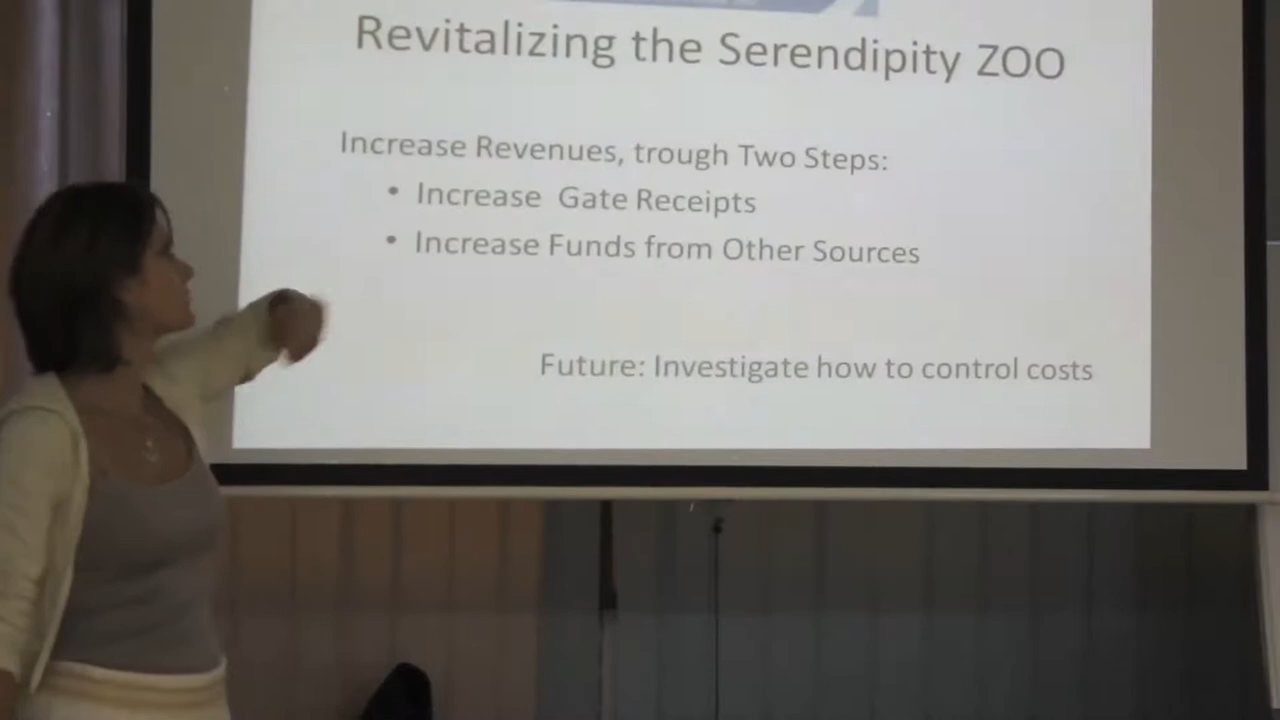 Revitalizing the Serendipity ZOO
Increase Revenues, trough Two Steps:
• Increase Gate Receipts
• Increase Funds from Other Sources
Future: Investigate how to control costs